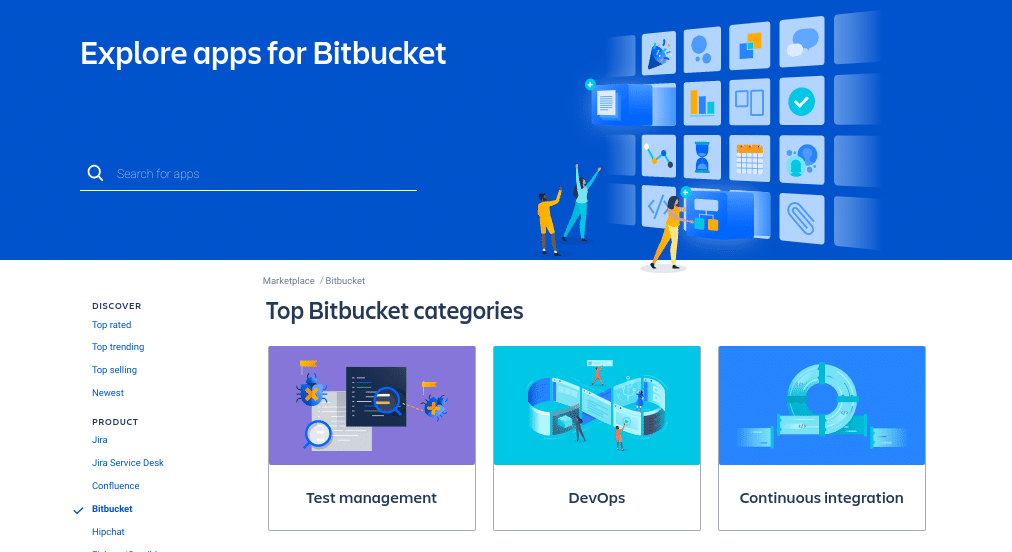 Explore apps for Bitbucket
Search for apps
Marketplace / Bitbucket
DISCOVER
Top rated
Top trending
Top selling
Newest
PRODUCT
Jira
Jira Service Desk
Confluence
Bitbucket
Hipchat
Top Bitbucket categories
Test management
DevOps
Continuous integration